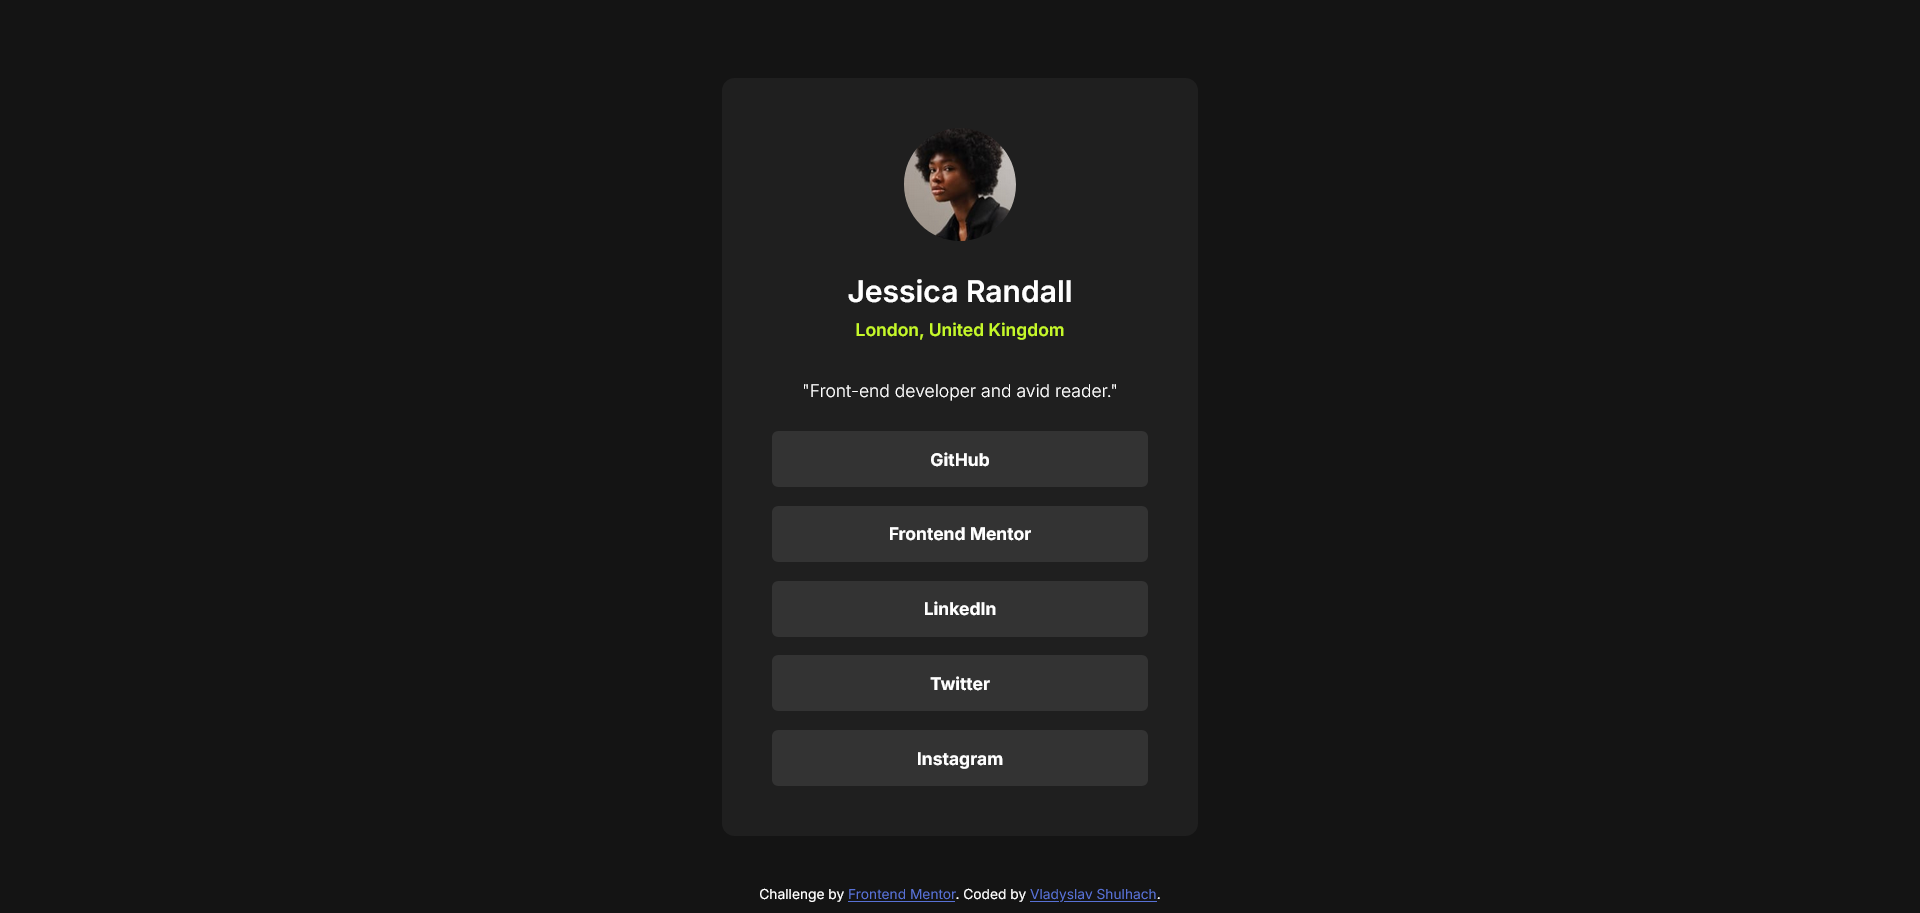 Jessica Randall
London, United Kingdom
"Front-end developer and avid reader."
GitHub
Frontend Mentor
LinkedIn
Twitter
Instagram
Challenge by Frontend Mentor. Coded by Vladyslav Shulhach.